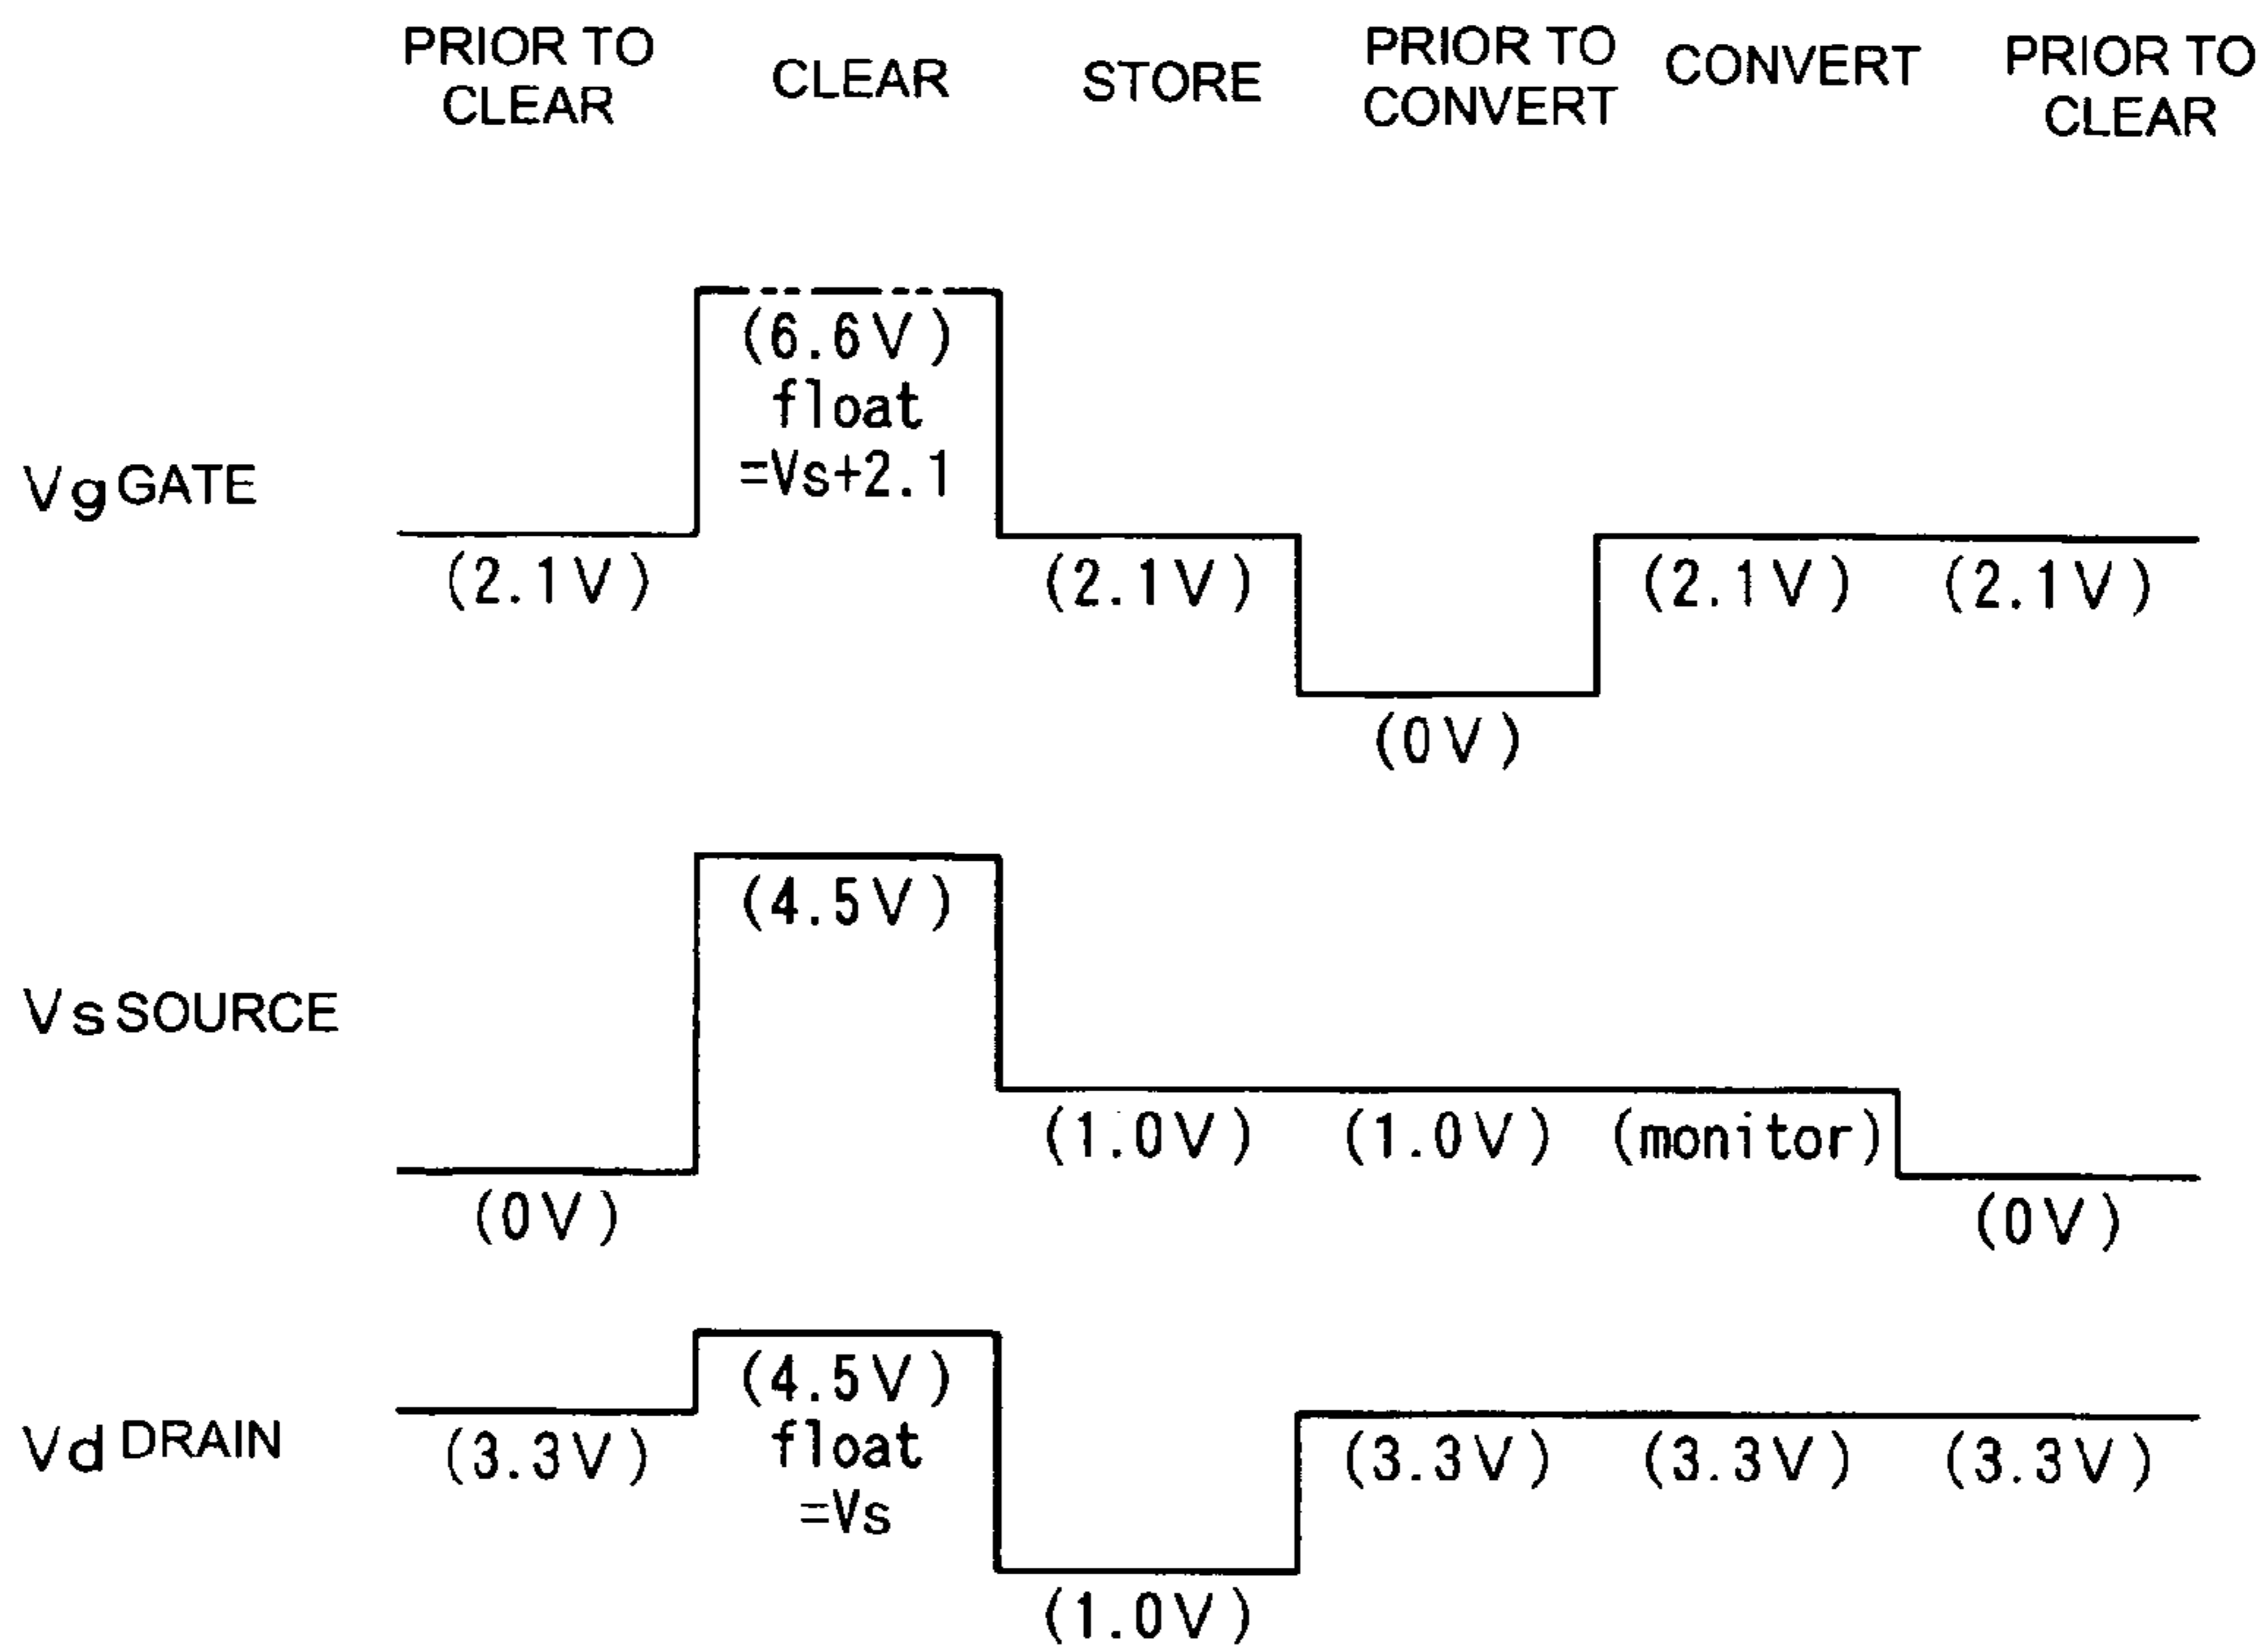 PRIOR TO
CLEAR
CLEAR
STORE
PRIOR TO
CONVERT
CONVERT
PRIOR TO
CLEAR
Vg GATE
(2.1V)
(6.6V)
float
=Vs+2.1
(2.1V)
(0V)
(2.1V)
(2.1V)
Vs SOURCE
(0V)
(4.5V)
(1.0V)
(1.0V)
(monitor)
(0V)
Vd DRAIN
(3.3V)
(4.5V)
float
=Vs
(1.0V)
(3.3V)
(3.3V)
(3.3V)